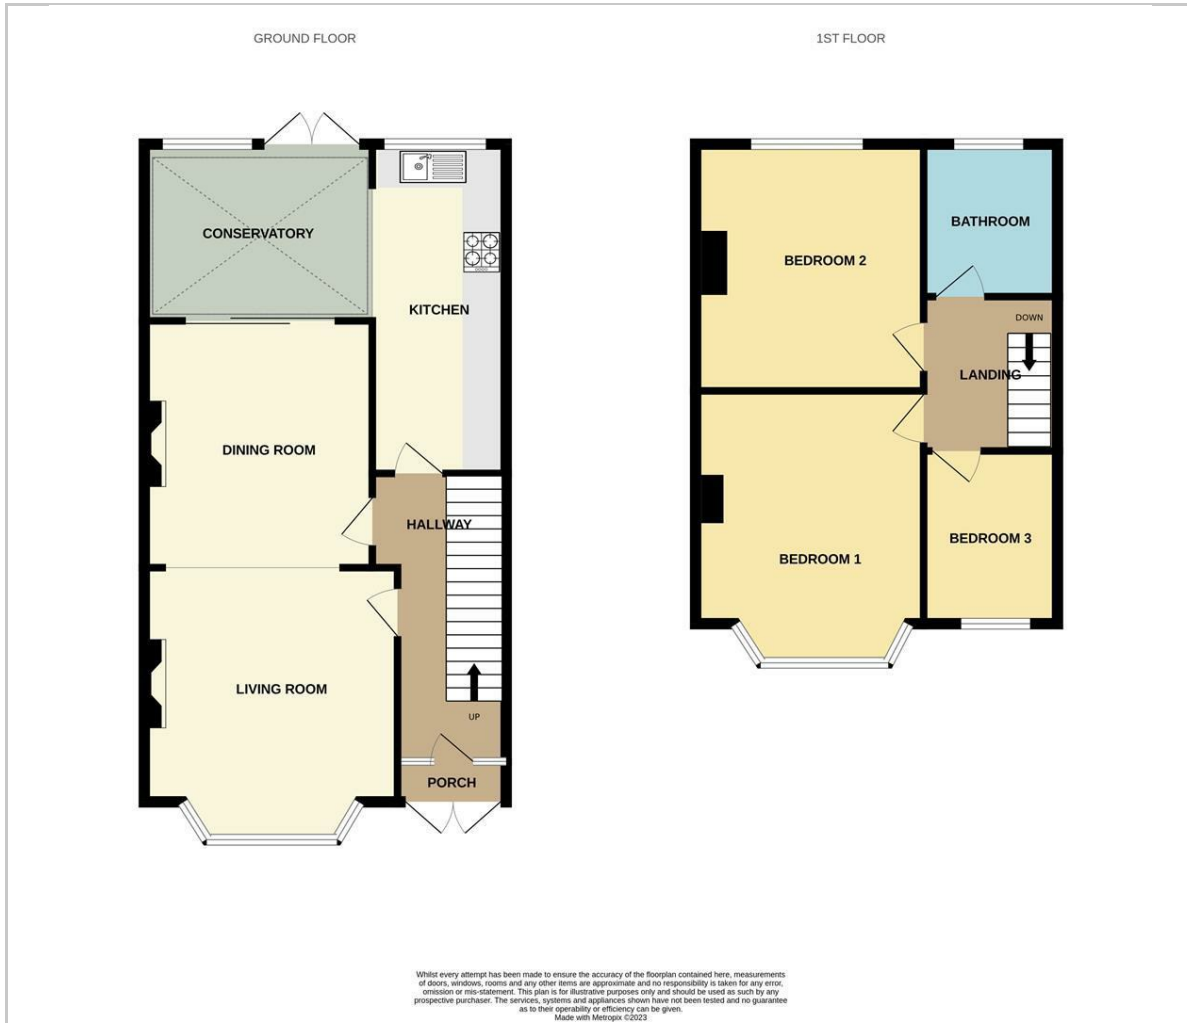 GROUND FLOOR
CONSERVATORY
KITCHEN
DINING ROOM
HALLWAY
LIVING ROOM
UP
PORCH
1ST FLOOR
BATHROOM
BEDROOM 2
DOWN
LANDING
BEDROOM 3
BEDROOM 1
Whilst every attempt has been made to ensure the accuracy of the floorplan contained here, measurements
of doors, windows, rooms and any other items are approximate and no responsibility is taken for any error,
omission or mis-statement. This plan is for illustrative purposes only and should be used as such by any
prospective purchaser. The services, systems and appliances shown have not been tested and no guarantee
as to their operability or efficiency can be given.
Made with Metropix ©2023